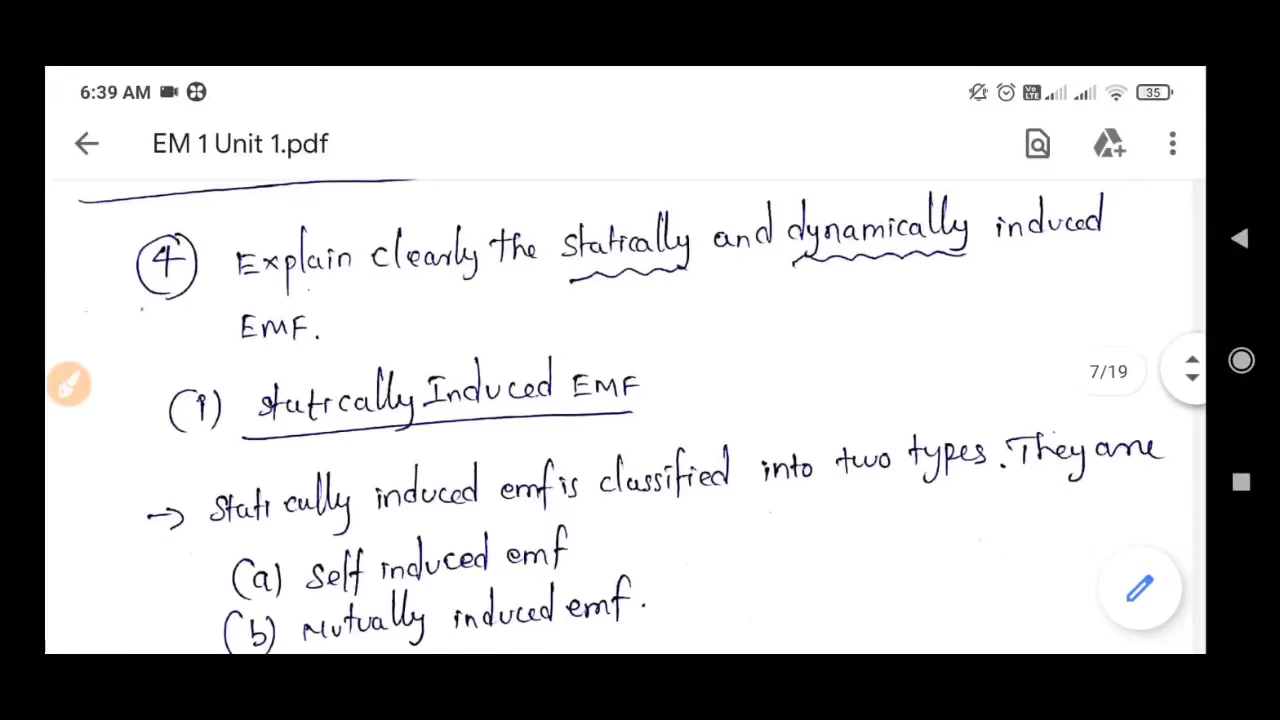 6:39 AM
Vo LTE
35
EM 1 Unit 1.pdf
4 Explain clearly the statically and dynamically induced
EMF.
(i) Statically Induced EMF
7/19
→ Statically induced emf is classified into two types. They are
(a) self induced emf
(b) Mutually induced emf.